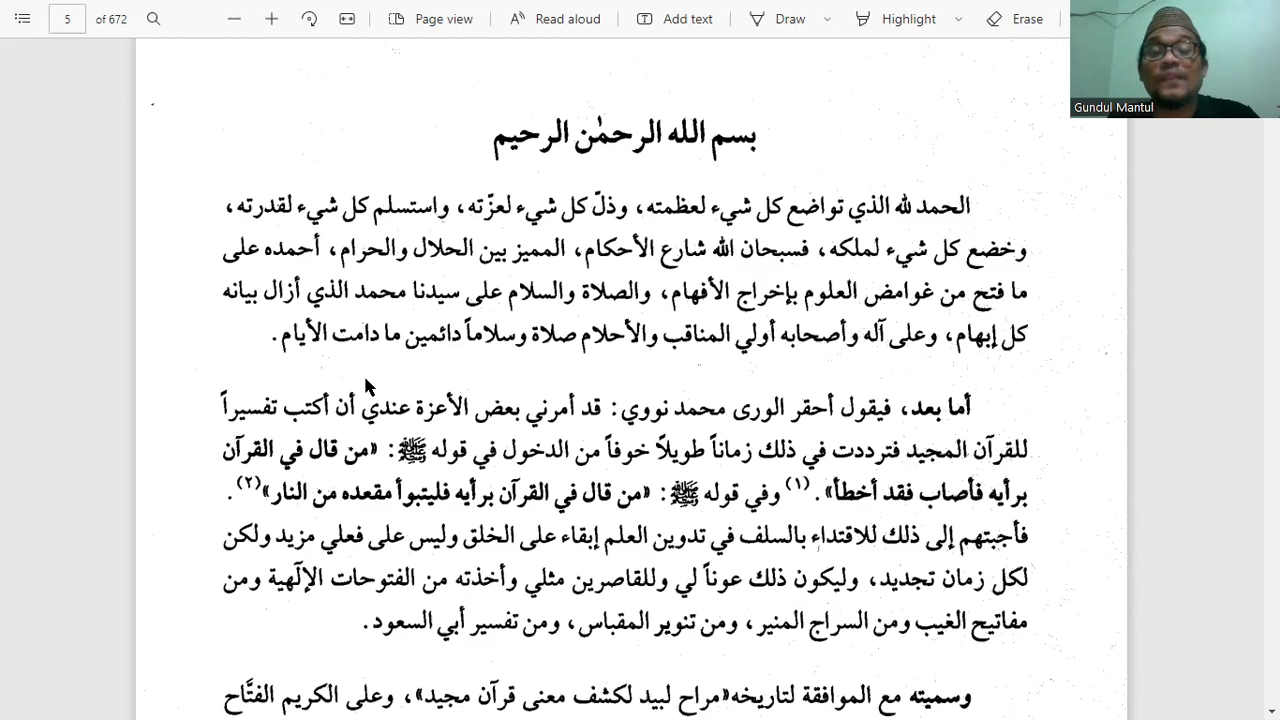 5 of 672 Page view Read aloud Add text Draw Highlight Erase
Gundul Mantul
بسم الله الرحمٰن الرحيم
الحمد لله الذي تواضع كل شيء لعظمته، وذلّ كل شيء لعزّته، واستسلم كل شيء لقدرته،
وخضع كل شيء لملكه، فسبحان الله شارع الأحكام، المميز بين الحلال والحرام، أحمده على
ما فتح من غوامض العلوم بإخراج الأفهام، والصلاة والسلام على سيدنا محمد الذي أزال بيانه
كل إبهام، وعلى آله وأصحابه أولي المناقب والأحلام صلاة وسلاماً دائمين ما دامت الأيام.
أما بعد، فيقول أحقر الورى محمد نووي: قد أمرني بعض الأعزة عندي أن أكتب تفسيراً
للقرآن المجيد فترددت في ذلك زماناً طويلاً خوفاً من الدخول في قوله ﷺ: «من قال في القرآن
برأيه فأصاب فقد أخطأ».(١) وفي قوله ﷺ: «من قال في القرآن برأيه فليتبوأ مقعده من النار»(٢).
فأجبتهم إلى ذلك للاقتداء بالسلف في تدوين العلم إبقاء على الخلق وليس على فعلي مزيد ولكن
لكل زمان تجديد، وليكون ذلك عوناً لي وللقاصرين مثلي وأخذته من الفتوحات الإلٓهية ومن
مفاتيح الغيب ومن السراج المنير، ومن تنوير المقباس، ومن تفسير أبي السعود.
وسميته مع الموافقة لتاريخه«مراح لبيد لكشف معنى قرآن مجيد»، وعلى الكريم الفتَّاح